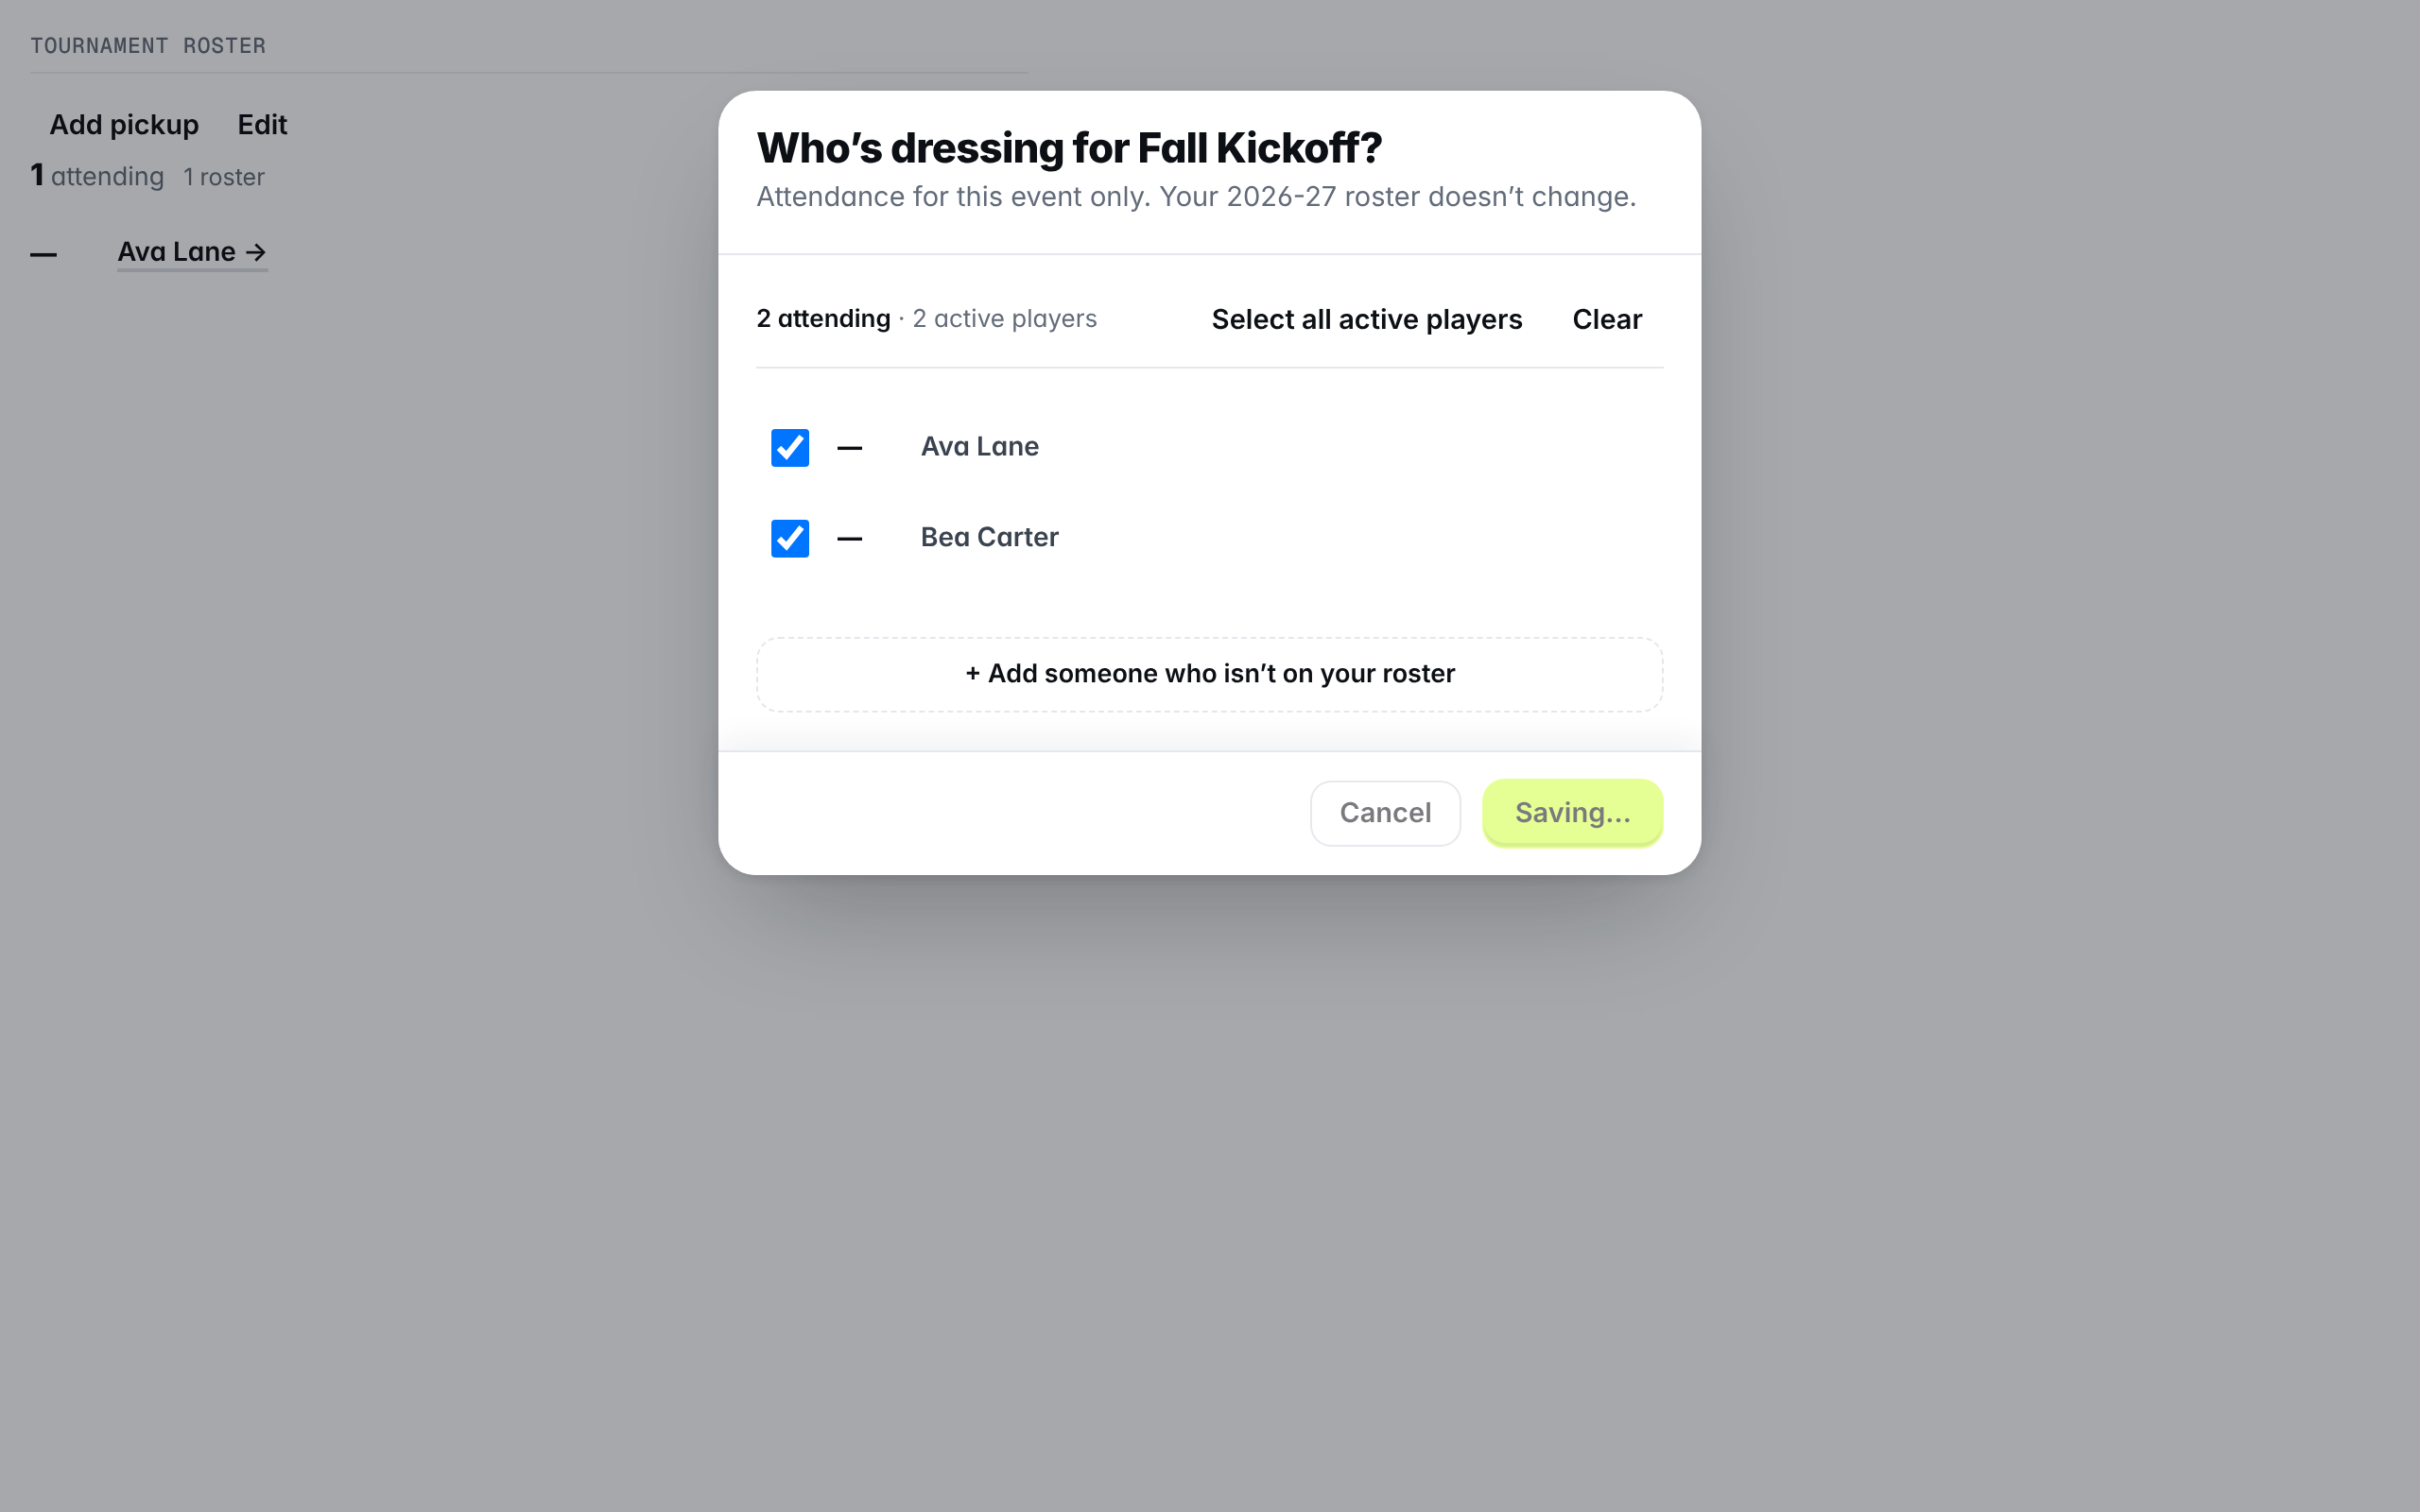 TOURNAMENT ROSTER
Add pickup Edit
1 attending 1 roster
— Ava Lane →
Who’s dressing for Fall Kickoff?
Attendance for this event only. Your 2026-27 roster doesn’t change.
2 attending · 2 active players Select all active players Clear
— Ava Lane
— Bea Carter
+ Add someone who isn’t on your roster
Cancel Saving...